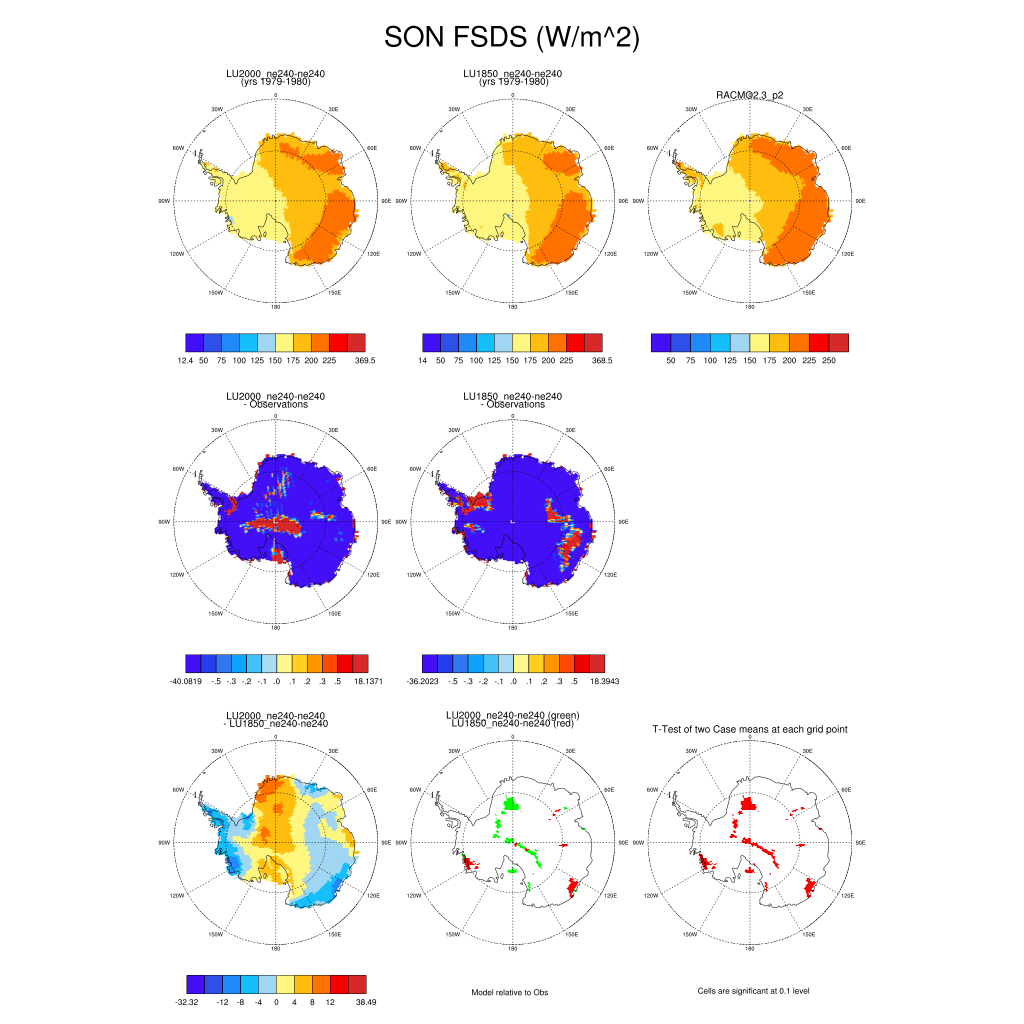 SON FSDS (W/m^2)
LU2000_ne240-ne240
(yrs 1979-1980)
LU1850_ne240-ne240
(yrs 1979-1980)
RACMO2.3_p2
0 30E 60E 90E 120E 150E 180 150W 120W 90W 60W 30W
0 30E 60E 90E 120E 150E 180 150W 120W 90W 60W 30W
0 30E 60E 90E 120E 150E 180 150W 120W 90W 60W 30W
12.4 50 75 100 125 150 175 200 225 369.5
14 50 75 100 125 150 175 200 225 368.5
50 75 100 125 150 175 200 225 250
LU2000_ne240-ne240
- Observations
LU1850_ne240-ne240
- Observations
0 30E 60E 90E 120E 150E 180 150W 120W 90W 60W 30W
0 30E 60E 90E 120E 150E 180 150W 120W 90W 60W 30W
-40.0819 -.5 -.3 -.2 -.1 .0 .1 .2 .3 .5 18.1371
-36.2023 -.5 -.3 -.2 -.1 .0 .1 .2 .3 .5 18.3943
LU2000_ne240-ne240
- LU1850_ne240-ne240
LU2000_ne240-ne240 (green)
LU1850_ne240-ne240 (red)
T-Test of two Case means at each grid point
0 30E 60E 90E 120E 150E 180 150W 120W 90W 60W 30W
0 30E 60E 90E 120E 150E 180 150W 120W 90W 60W 30W
0 30E 60E 90E 120E 150E 180 150W 120W 90W 60W 30W
-32.32 -12 -8 -4 0 4 8 12 38.49
Model relative to Obs
Cells are significant at 0.1 level